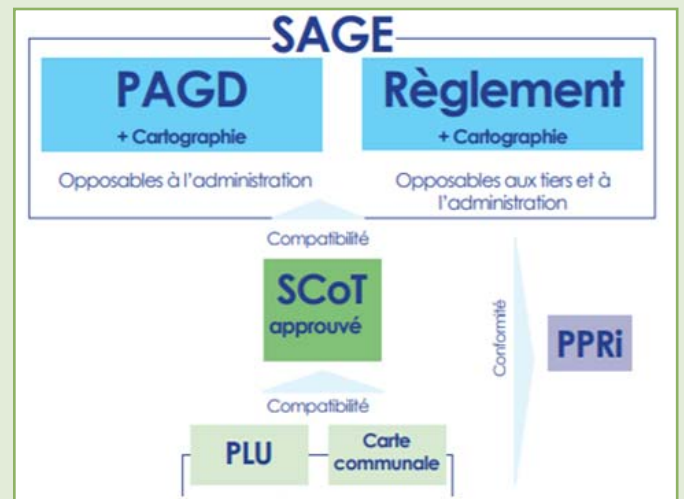 SAGE
PAGD
+ Cartographie
Opposables à l'administration
Règlement
+ Cartographie
Opposables aux tiers et à
l'administration
Compatibilité
SCoT
approuvé
Conformité
PPRi
Compatibilité
PLU
Carte
communale